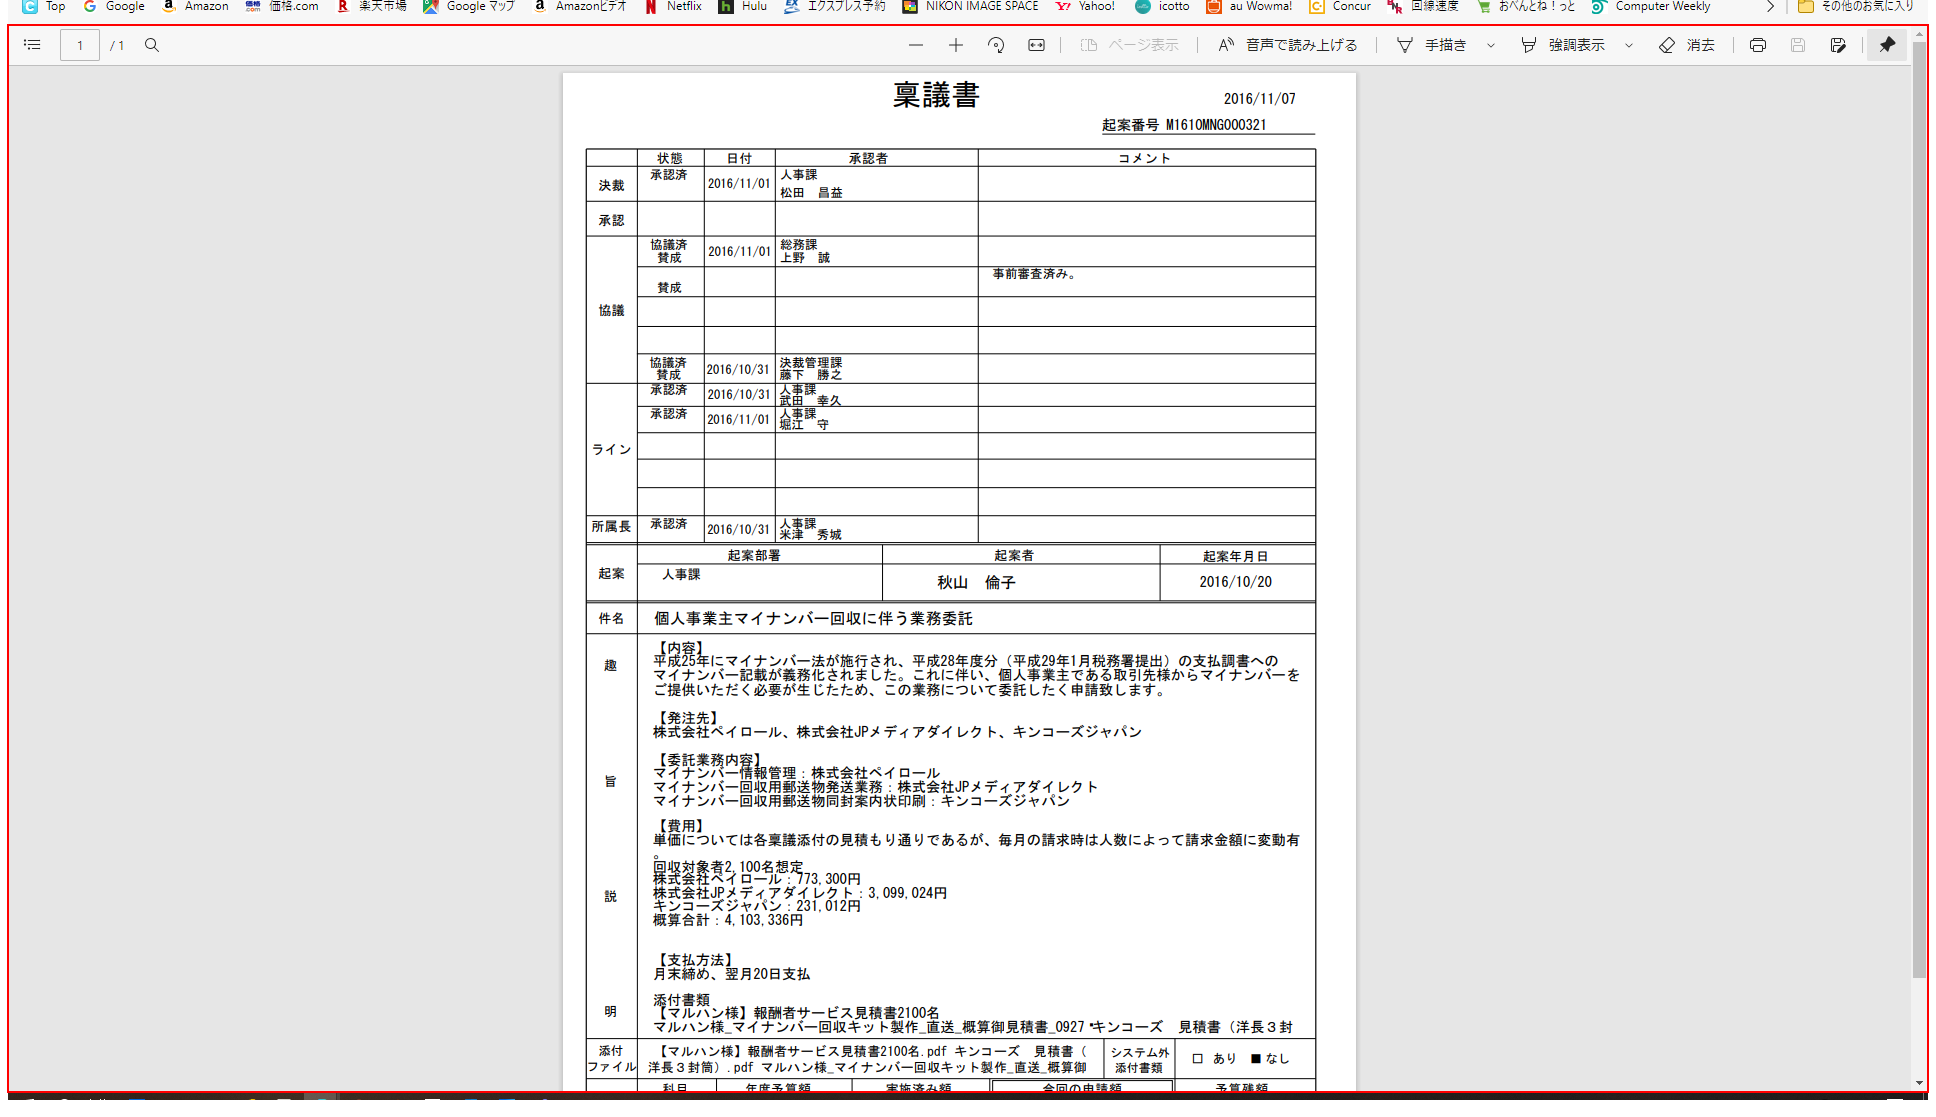 Top Google Amazon 価格.com 楽天市場 Google マップ Amazonビデオ Netflix Hulu エクスプレス予約 NIKON IMAGE SPACE Yahoo! icotto au Wowma! Concur 回線速度 おべんとね！っと Computer Weekly その他のお気に入り
1 / 1 ページ表示 音声で読み上げる 手描き 強調表示 消去
稟議書
2016/11/07
起案番号 M1610MNG000321
状態 日付 承認者 コメント
決裁 承認済 2016/11/01 人事課
松田 昌益
承認
協議
協議済
賛成 2016/11/01 総務課
上野 誠
賛成 事前審査済み。
協議済
賛成 2016/10/31 決裁管理課
藤下 勝之
ライン
承認済 2016/10/31 人事課
武田 幸久
承認済 2016/11/01 人事課
堀江 守
所属長 承認済 2016/10/31 人事課
米津 秀城
起案 起案部署 起案者 起案年月日
人事課 秋山 倫子 2016/10/20
件名 個人事業主マイナンバー回収に伴う業務委託
趣旨説明
【内容】
平成25年にマイナンバー法が施行され、平成28年度分（平成29年1月税務署提出）の支払調書への
マイナンバー記載が義務化されました。これに伴い、個人事業主である取引先様からマイナンバーを
ご提供いただく必要が生じたため、この業務について委託したく申請致します。
【発注先】
株式会社ペイロール、株式会社JPメディアダイレクト、キンコーズジャパン
【委託業務内容】
マイナンバー情報管理：株式会社ペイロール
マイナンバー回収用郵送物発送業務：株式会社JPメディアダイレクト
マイナンバー回収用郵送物同封案内状印刷：キンコーズジャパン
【費用】
単価については各稟議添付の見積もり通りであるが、毎月の請求時は人数によって請求金額に変動有
。
回収対象者2,100名想定
株式会社ペイロール：773,300円
株式会社JPメディアダイレクト：3,099,024円
キンコーズジャパン：231,012円
概算合計：4,103,336円
【支払方法】
月末締め、翌月20日支払
添付書類
【マルハン様】報酬者サービス見積書2100名
マルハン様_マイナンバー回収キット製作_直送_概算御見積書_0927 *キンコーズ 見積書（洋長３封
添付
ファイル
【マルハン様】報酬者サービス見積書2100名.pdf キンコーズ 見積書（
洋長３封筒）.pdf マルハン様_マイナンバー回収キット製作_直送_概算御
システム外
添付書類
□ あり ■なし
科目 年度予算額 実施済み額 今回の申請額 予算残額